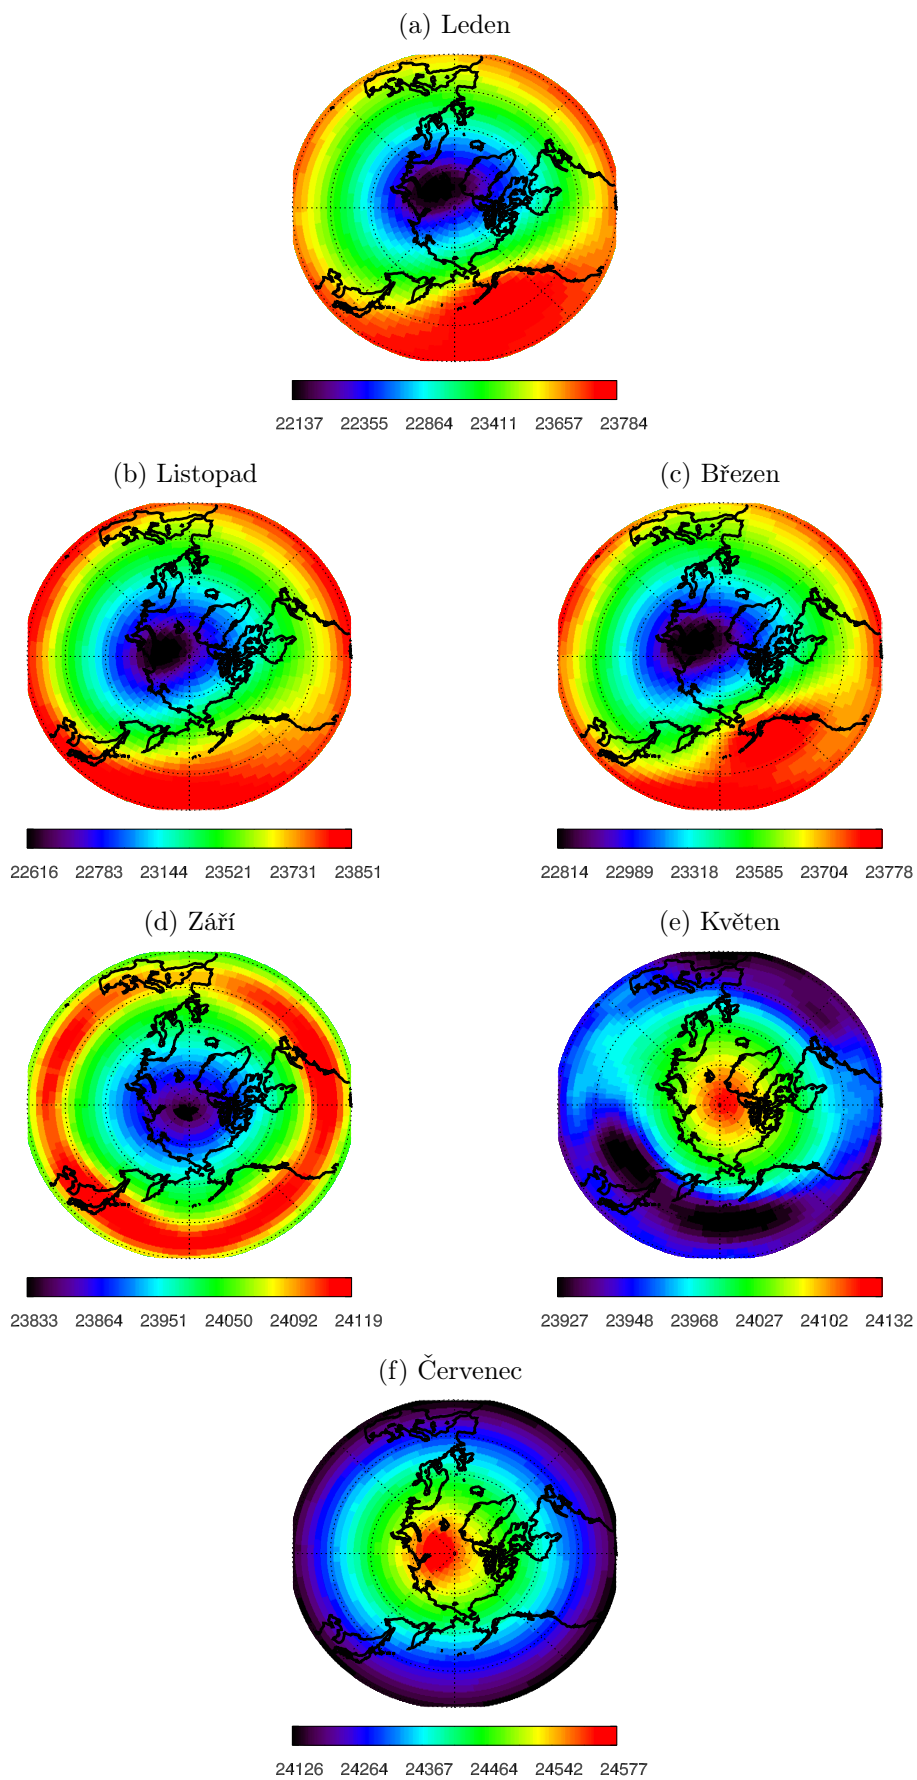 (a) Leden
22137 22355 22864 23411 23657 23784
(b) Listopad (c) Březen
22616 22783 23144 23521 23731 23851 22814 22989 23318 23585 23704 23778
(d) Září (e) Květen
23833 23864 23951 24050 24092 24119 23927 23948 23968 24027 24102 24132
(f) Červenec
24126 24264 24367 24464 24542 24577